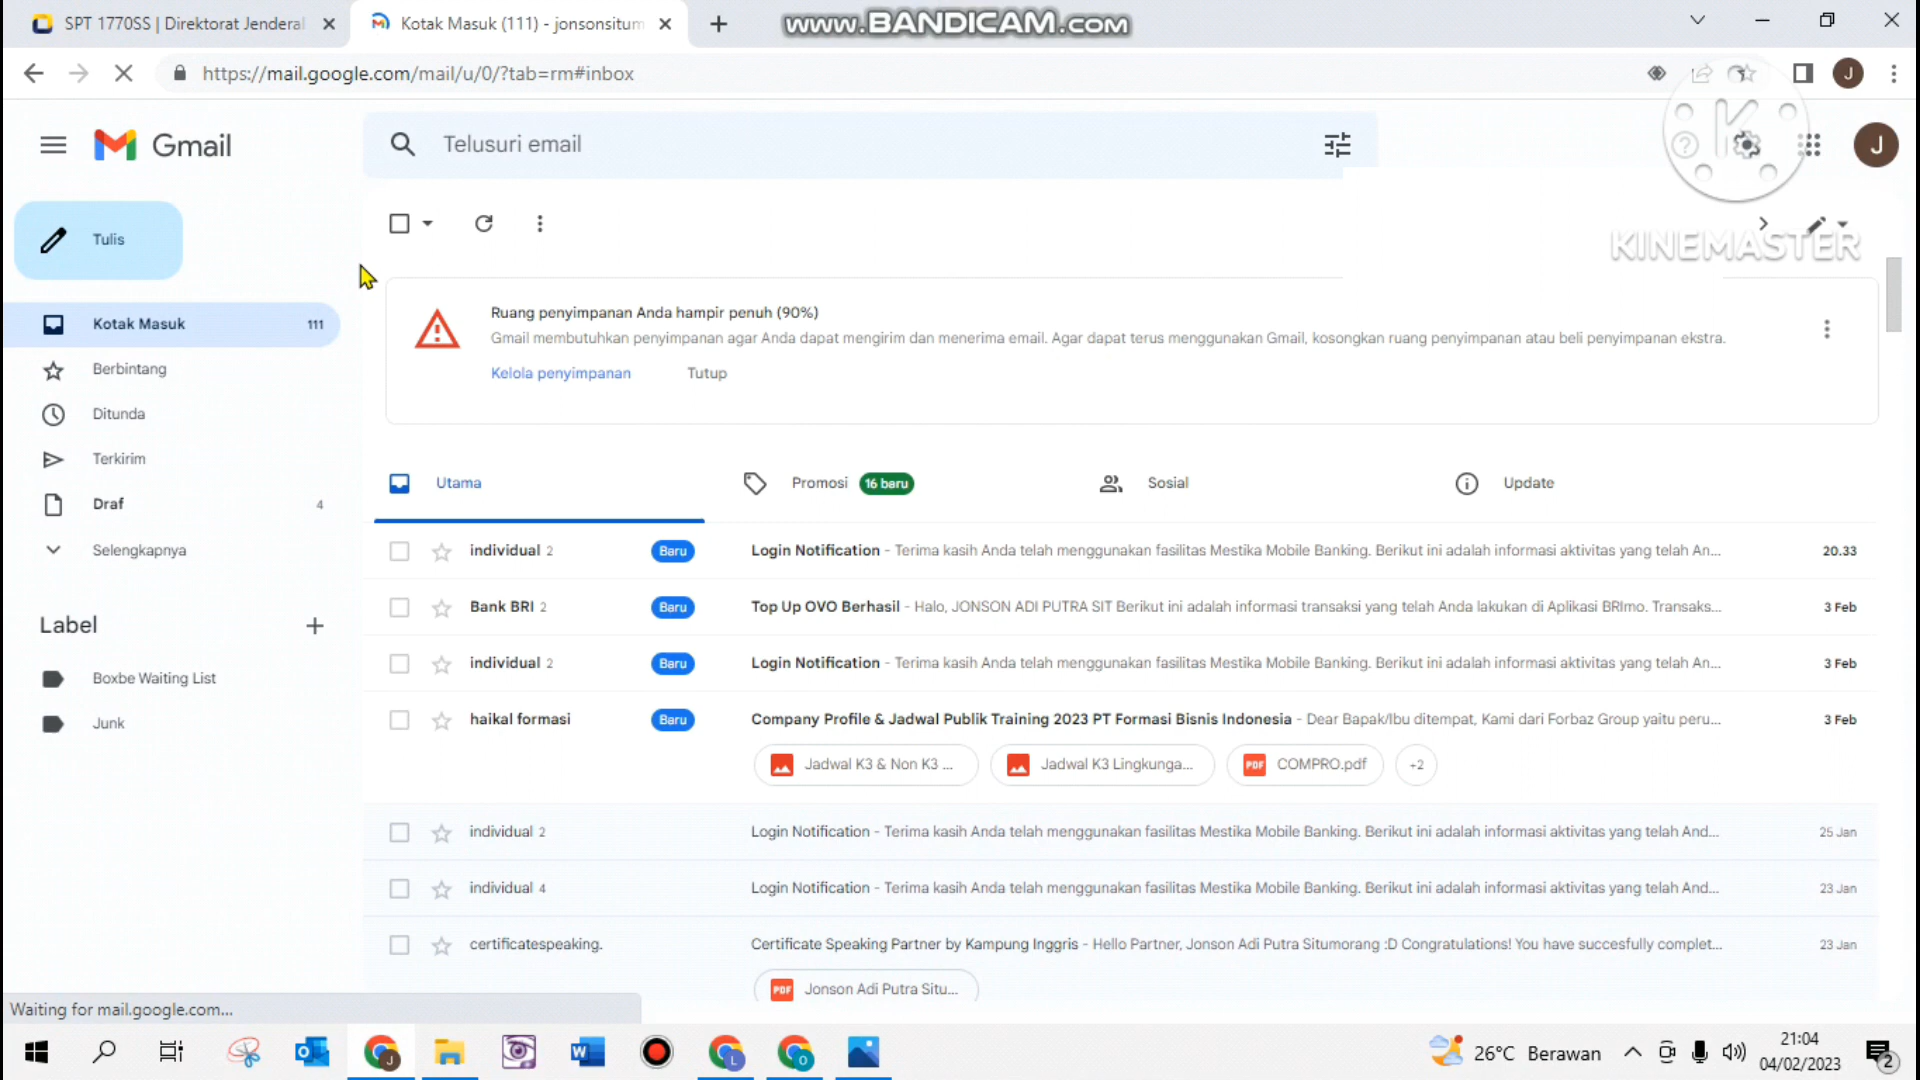 SPT 1770SS | Direktorat Jenderal
Kotak Masuk (111) - jonsonsitum
www.BANDICAM.com
https://mail.google.com/mail/u/0/?tab=rm#inbox
J
Gmail
Telusuri email
J
KINEMASTER
Tulis
Kotak Masuk 111
Berbintang
Ditunda
Terkirim
Draf 4
Selengkapnya
Label
Boxbe Waiting List
Junk
Ruang penyimpanan Anda hampir penuh (90%)
Gmail membutuhkan penyimpanan agar Anda dapat mengirim dan menerima email. Agar dapat terus menggunakan Gmail, kosongkan ruang penyimpanan atau beli penyimpanan ekstra.
Kelola penyimpanan Tutup
Utama Promosi 16 baru Sosial Update
individual 2 Baru Login Notification - Terima kasih Anda telah menggunakan fasilitas Mestika Mobile Banking. Berikut ini adalah informasi aktivitas yang telah An... 20.33
Bank BRI 2 Baru Top Up OVO Berhasil - Halo, JONSON ADI PUTRA SIT Berikut ini adalah informasi transaksi yang telah Anda lakukan di Aplikasi BRImo. Transaks... 3 Feb
individual 2 Baru Login Notification - Terima kasih Anda telah menggunakan fasilitas Mestika Mobile Banking. Berikut ini adalah informasi aktivitas yang telah An... 3 Feb
haikal formasi Baru Company Profile & Jadwal Publik Training 2023 PT Formasi Bisnis Indonesia - Dear Bapak/Ibu ditempat, Kami dari Forbaz Group yaitu peru... 3 Feb
Jadwal K3 & Non K3 ... Jadwal K3 Lingkunga... PDF COMPRO.pdf +2
individual 2 Login Notification - Terima kasih Anda telah menggunakan fasilitas Mestika Mobile Banking. Berikut ini adalah informasi aktivitas yang telah And... 25 Jan
individual 4 Login Notification - Terima kasih Anda telah menggunakan fasilitas Mestika Mobile Banking. Berikut ini adalah informasi aktivitas yang telah And... 23 Jan
certificatespeaking. Certificate Speaking Partner by Kampung Inggris - Hello Partner, Jonson Adi Putra Situmorang :D Congratulations! You have succesfully complet... 23 Jan
PDF Jonson Adi Putra Situ...
Waiting for mail.google.com...
26°C Berawan
21:04
04/02/2023
2